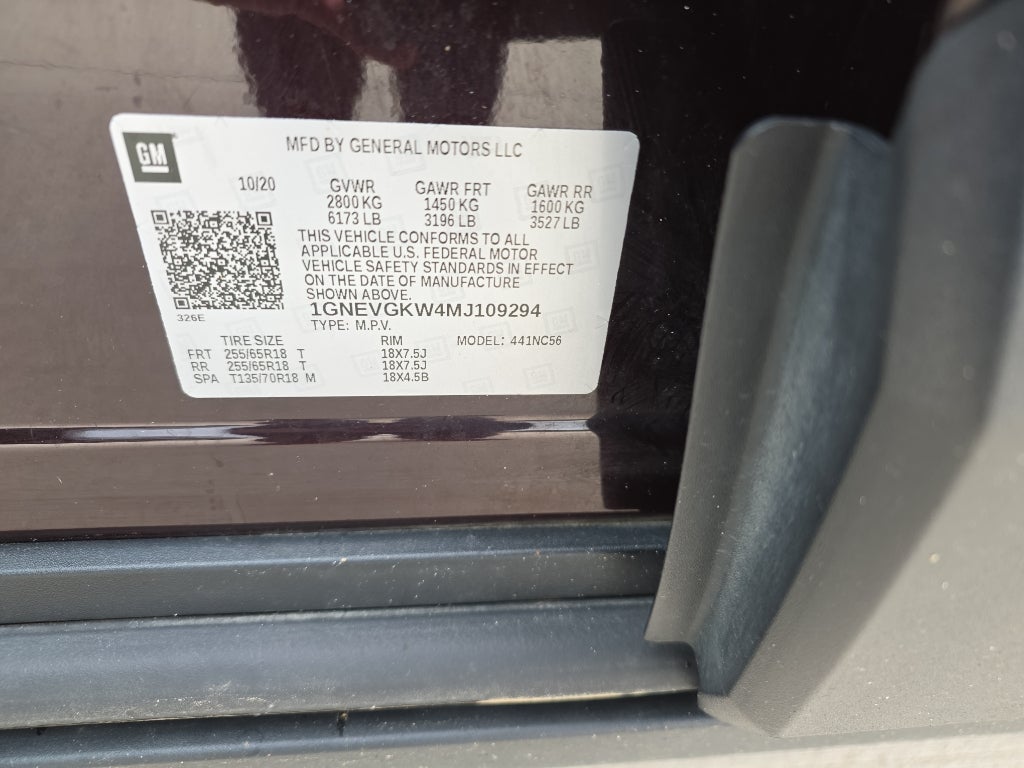 GM
MFD BY GENERAL MOTORS LLC
10/20 GVWR GAWR FRT GAWR RR
2800 KG 1450 KG 1600 KG
6173 LB 3196 LB 3527 LB
THIS VEHICLE CONFORMS TO ALL
APPLICABLE U.S. FEDERAL MOTOR
VEHICLE SAFETY STANDARDS IN EFFECT
ON THE DATE OF MANUFACTURE
SHOWN ABOVE.
326E
1GNEVGKW4MJ109294
TYPE: M.P.V.
TIRE SIZE RIM MODEL: 441NC56
FRT 255/65R18 T 18X7.5J
RR 255/65R18 T 18X7.5J
SPA T135/70R18 M 18X4.5B